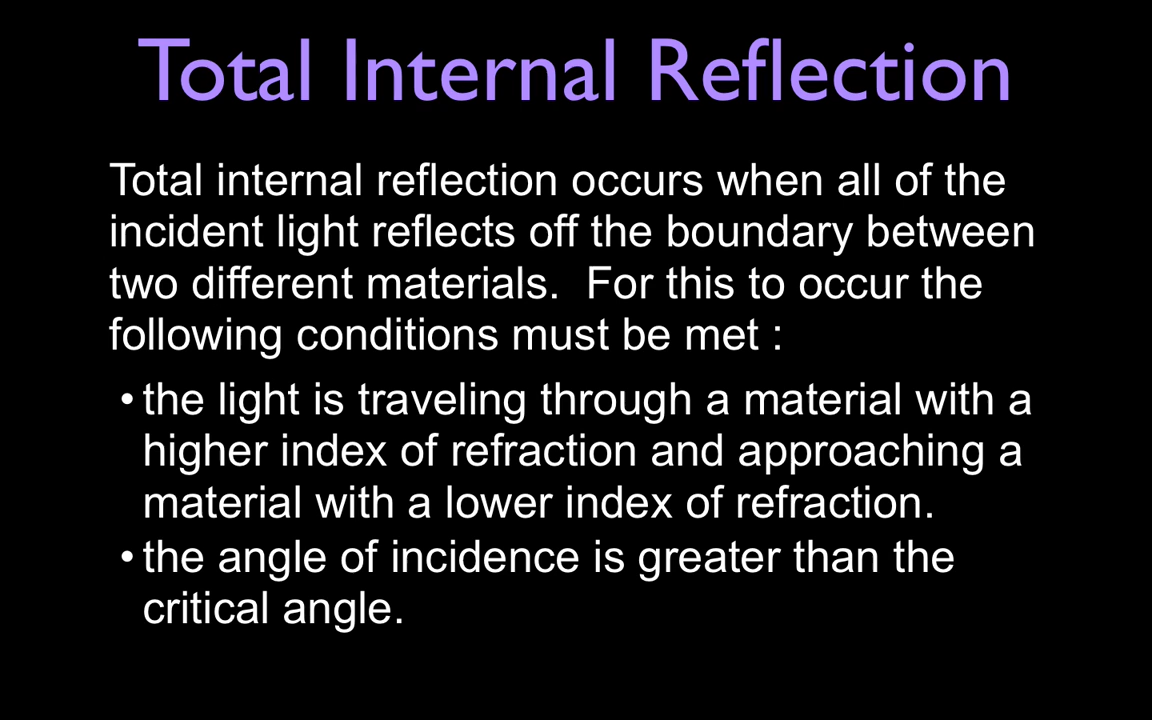 Total Internal Reflection
Total internal reflection occurs when all of the
incident light reflects off the boundary between
two different materials.  For this to occur the
following conditions must be met :
• the light is traveling through a material with a
higher index of refraction and approaching a
material with a lower index of refraction.
• the angle of incidence is greater than the
critical angle.